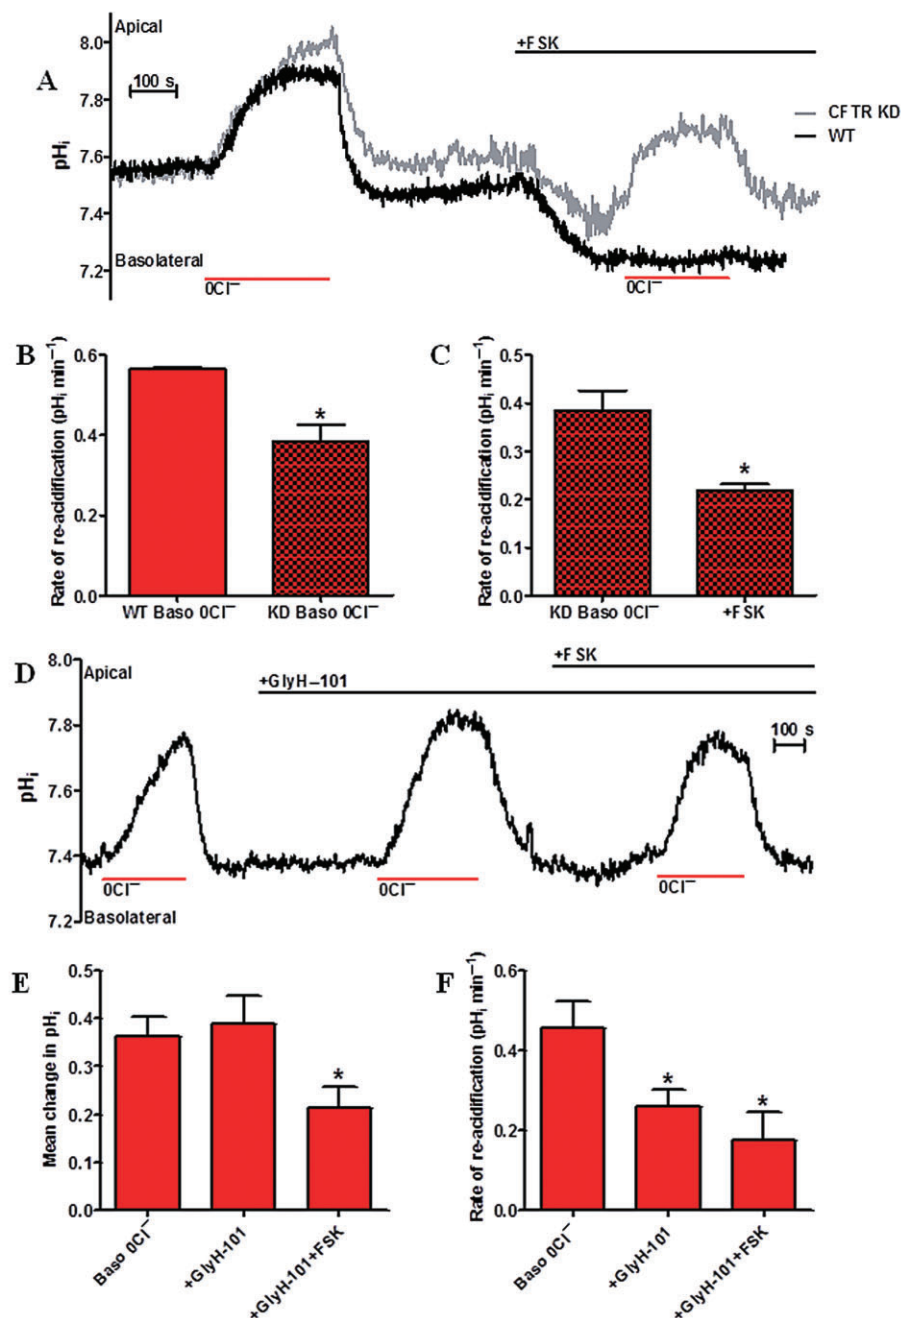 A
Apical
8.0
7.8
7.6
7.4
7.2
pHi
100 s
+FSK
CFTR KD
WT
Basolateral
0Cl−
0Cl−
B
Rate of re-acidification (pHi min−1)
0.6
0.4
0.2
0.0
*
WT Baso 0Cl−
KD Baso 0Cl−
C
Rate of re-acidification (pHi min−1)
0.5
0.4
0.3
0.2
0.1
0.0
*
KD Baso 0Cl−
+FSK
D
Apical
8.0
7.8
7.6
7.4
7.2
pHi
+GlyH–101
+FSK
100 s
0Cl−
0Cl−
0Cl−
Basolateral
E
Mean change in pHi
0.5
0.4
0.3
0.2
0.1
0.0
*
Baso 0Cl−
+GlyH-101
+GlyH-101+FSK
F
Rate of re-acidification (pHi min−1)
0.6
0.4
0.2
0.0
*
*
Baso 0Cl−
+GlyH-101
+GlyH-101+FSK